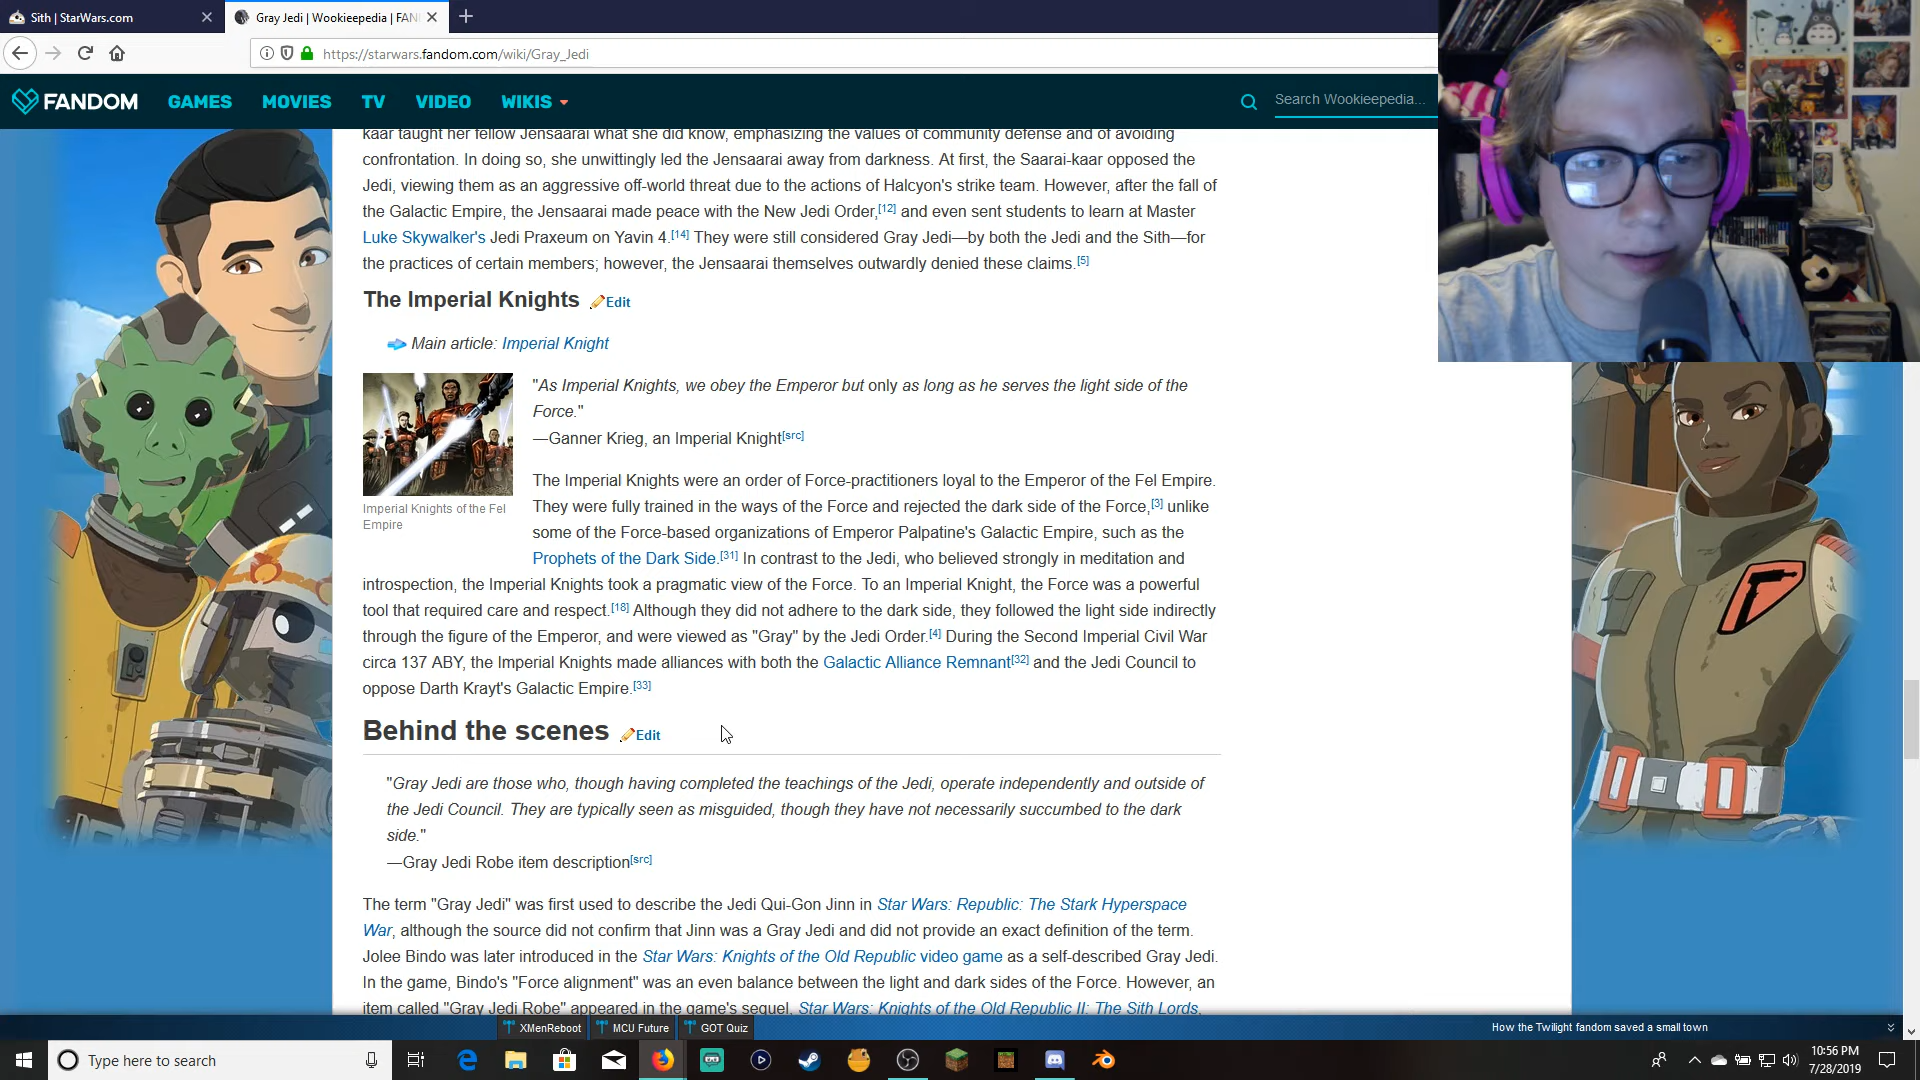 Sith | StarWars.com
Gray Jedi | Wookieepedia | FAN
https://starwars.fandom.com/wiki/Gray_Jedi
FANDOM GAMES MOVIES TV VIDEO WIKIS
Search Wookieepedia...
kaar taught her fellow Jensaarai what she did know, emphasizing the values of community defense and of avoiding
confrontation. In doing so, she unwittingly led the Jensaarai away from darkness. At first, the Saarai-kaar opposed the
Jedi, viewing them as an aggressive off-world threat due to the actions of Halcyon's strike team. However, after the fall of
the Galactic Empire, the Jensaarai made peace with the New Jedi Order,[12] and even sent students to learn at Master
Luke Skywalker's Jedi Praxeum on Yavin 4.[14] They were still considered Gray Jedi—by both the Jedi and the Sith—for
the practices of certain members; however, the Jensaarai themselves outwardly denied these claims.[5]
The Imperial Knights Edit
Main article: Imperial Knight
"As Imperial Knights, we obey the Emperor but only as long as he serves the light side of the
Force."
—Ganner Krieg, an Imperial Knight[src]
Imperial Knights of the Fel
Empire
The Imperial Knights were an order of Force-practitioners loyal to the Emperor of the Fel Empire.
They were fully trained in the ways of the Force and rejected the dark side of the Force,[3] unlike
some of the Force-based organizations of Emperor Palpatine's Galactic Empire, such as the
Prophets of the Dark Side.[31] In contrast to the Jedi, who believed strongly in meditation and
introspection, the Imperial Knights took a pragmatic view of the Force. To an Imperial Knight, the Force was a powerful
tool that required care and respect.[18] Although they did not adhere to the dark side, they followed the light side indirectly
through the figure of the Emperor, and were viewed as "Gray" by the Jedi Order.[4] During the Second Imperial Civil War
circa 137 ABY, the Imperial Knights made alliances with both the Galactic Alliance Remnant[32] and the Jedi Council to
oppose Darth Krayt's Galactic Empire.[33]
Behind the scenes Edit
"Gray Jedi are those who, though having completed the teachings of the Jedi, operate independently and outside of
the Jedi Council. They are typically seen as misguided, though they have not necessarily succumbed to the dark
side."
—Gray Jedi Robe item description[src]
The term "Gray Jedi" was first used to describe the Jedi Qui-Gon Jinn in Star Wars: Republic: The Stark Hyperspace
War, although the source did not confirm that Jinn was a Gray Jedi and did not provide an exact definition of the term.
Jolee Bindo was later introduced in the Star Wars: Knights of the Old Republic video game as a self-described Gray Jedi.
In the game, Bindo's "Force alignment" was an even balance between the light and dark sides of the Force. However, an
item called "Gray Jedi Robe" appeared in the game's sequel, Star Wars: Knights of the Old Republic II: The Sith Lords,
XMenReboot MCU Future GOT Quiz
How the Twilight fandom saved a small town
Type here to search
10:56 PM
7/28/2019